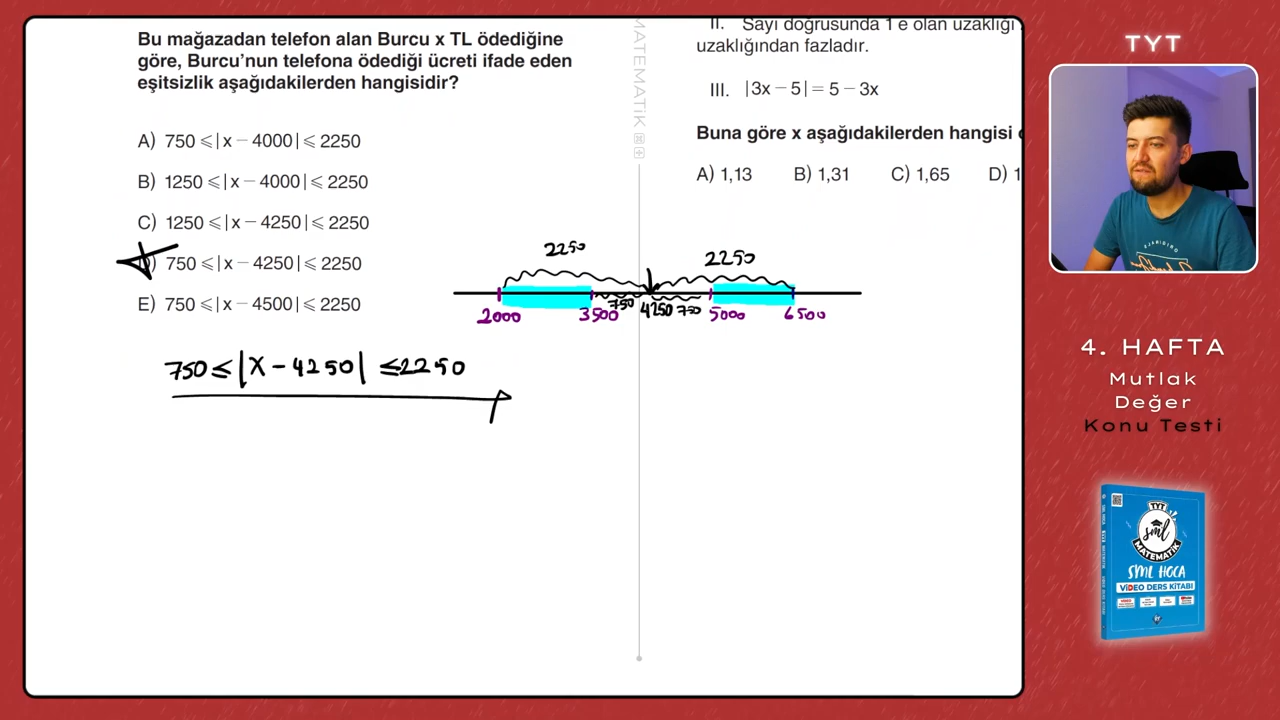 Bu mağazadan telefon alan Burcu x TL ödediğine
göre, Burcu'nun telefona ödediği ücreti ifade eden
eşitsizlik aşağıdakilerden hangisidir?
A) 750 ⩽ |x − 4000| ⩽ 2250
B) 1250 ⩽ |x − 4000| ⩽ 2250
C) 1250 ⩽ |x − 4250| ⩽ 2250
D) 750 ⩽ |x − 4250| ⩽ 2250
E) 750 ⩽ |x − 4500| ⩽ 2250
750 ≤ |x − 4250| ≤ 2250
2250 2250
750 4250 750
2000 3500 5000 6500
MATEMATİK
II. Sayı doğrusunda 1 e olan uzaklığı
uzaklığından fazladır.
III. |3x − 5| = 5 − 3x
Buna göre x aşağıdakilerden hangisi
A) 1,13 B) 1,31 C) 1,65 D) 1
TYT
4. HAFTA
Mutlak
Değer
Konu Testi
TYT
sml
MATEMATİK
SML HOCA
VİDEO DERS KİTABI